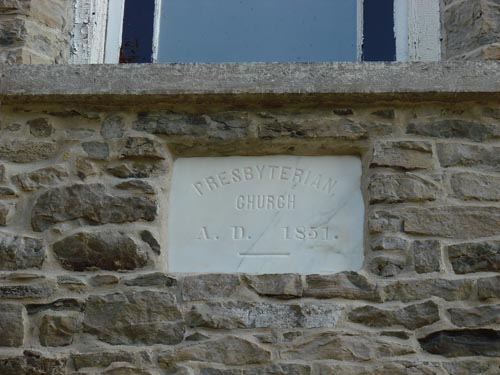 PRESBYTERIAN,
CHURCH
A. D. 1851.